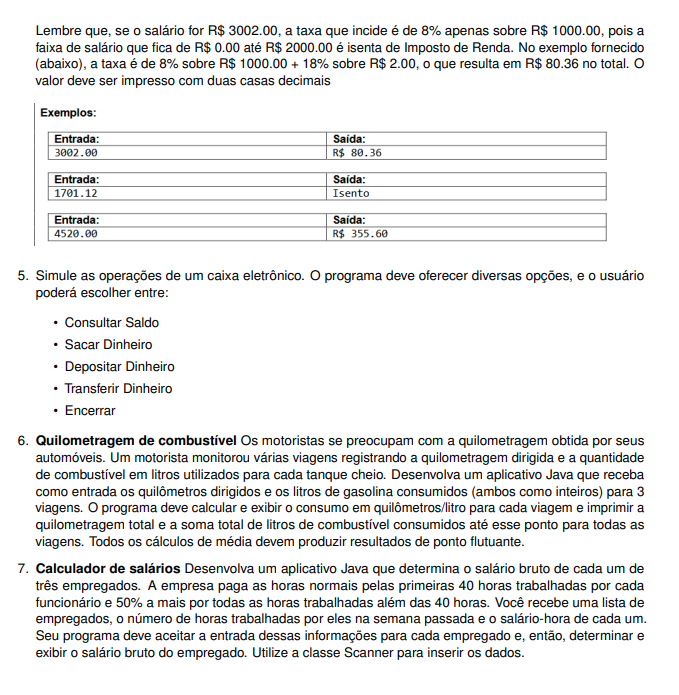 Lembre que, se o salário for R$ 3002.00, a taxa que incide é de 8% apenas sobre R$ 1000.00, pois a
faixa de salário que fica de R$ 0.00 até R$ 2000.00 é isenta de Imposto de Renda. No exemplo fornecido
(abaixo), a taxa é de 8% sobre R$ 1000.00 + 18% sobre R$ 2.00, o que resulta em R$ 80.36 no total. O
valor deve ser impresso com duas casas decimais
Exemplos:
Entrada: Saída:
3002.00 R$ 80.36
Entrada: Saída:
1701.12 Isento
Entrada: Saída:
4520.00 R$ 355.60
5. Simule as operações de um caixa eletrônico. O programa deve oferecer diversas opções, e o usuário
poderá escolher entre:
• Consultar Saldo
• Sacar Dinheiro
• Depositar Dinheiro
• Transferir Dinheiro
• Encerrar
6. Quilometragem de combustível Os motoristas se preocupam com a quilometragem obtida por seus
automóveis. Um motorista monitorou várias viagens registrando a quilometragem dirigida e a quantidade
de combustível em litros utilizados para cada tanque cheio. Desenvolva um aplicativo Java que receba
como entrada os quilômetros dirigidos e os litros de gasolina consumidos (ambos como inteiros) para 3
viagens. O programa deve calcular e exibir o consumo em quilômetros/litro para cada viagem e imprimir a
quilometragem total e a soma total de litros de combustível consumidos até esse ponto para todas as
viagens. Todos os cálculos de média devem produzir resultados de ponto flutuante.
7. Calculador de salários Desenvolva um aplicativo Java que determina o salário bruto de cada um de
três empregados. A empresa paga as horas normais pelas primeiras 40 horas trabalhadas por cada
funcionário e 50% a mais por todas as horas trabalhadas além das 40 horas. Você recebe uma lista de
empregados, o número de horas trabalhadas por eles na semana passada e o salário-hora de cada um.
Seu programa deve aceitar a entrada dessas informações para cada empregado e, então, determinar e
exibir o salário bruto do empregado. Utilize a classe Scanner para inserir os dados.